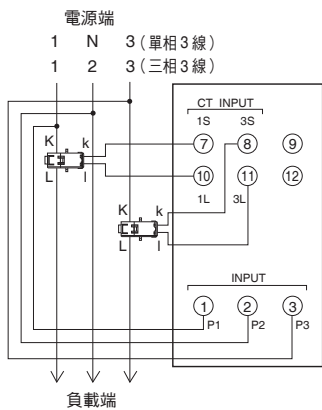 電源端
1 N 3(單相3線)
1 2 3(三相3線)
CT INPUT
1S 3S
K k
7 8 9
L l
10 11 12
1L 3L
K k
L l
INPUT
1 2 3
P1 P2 P3
負載端